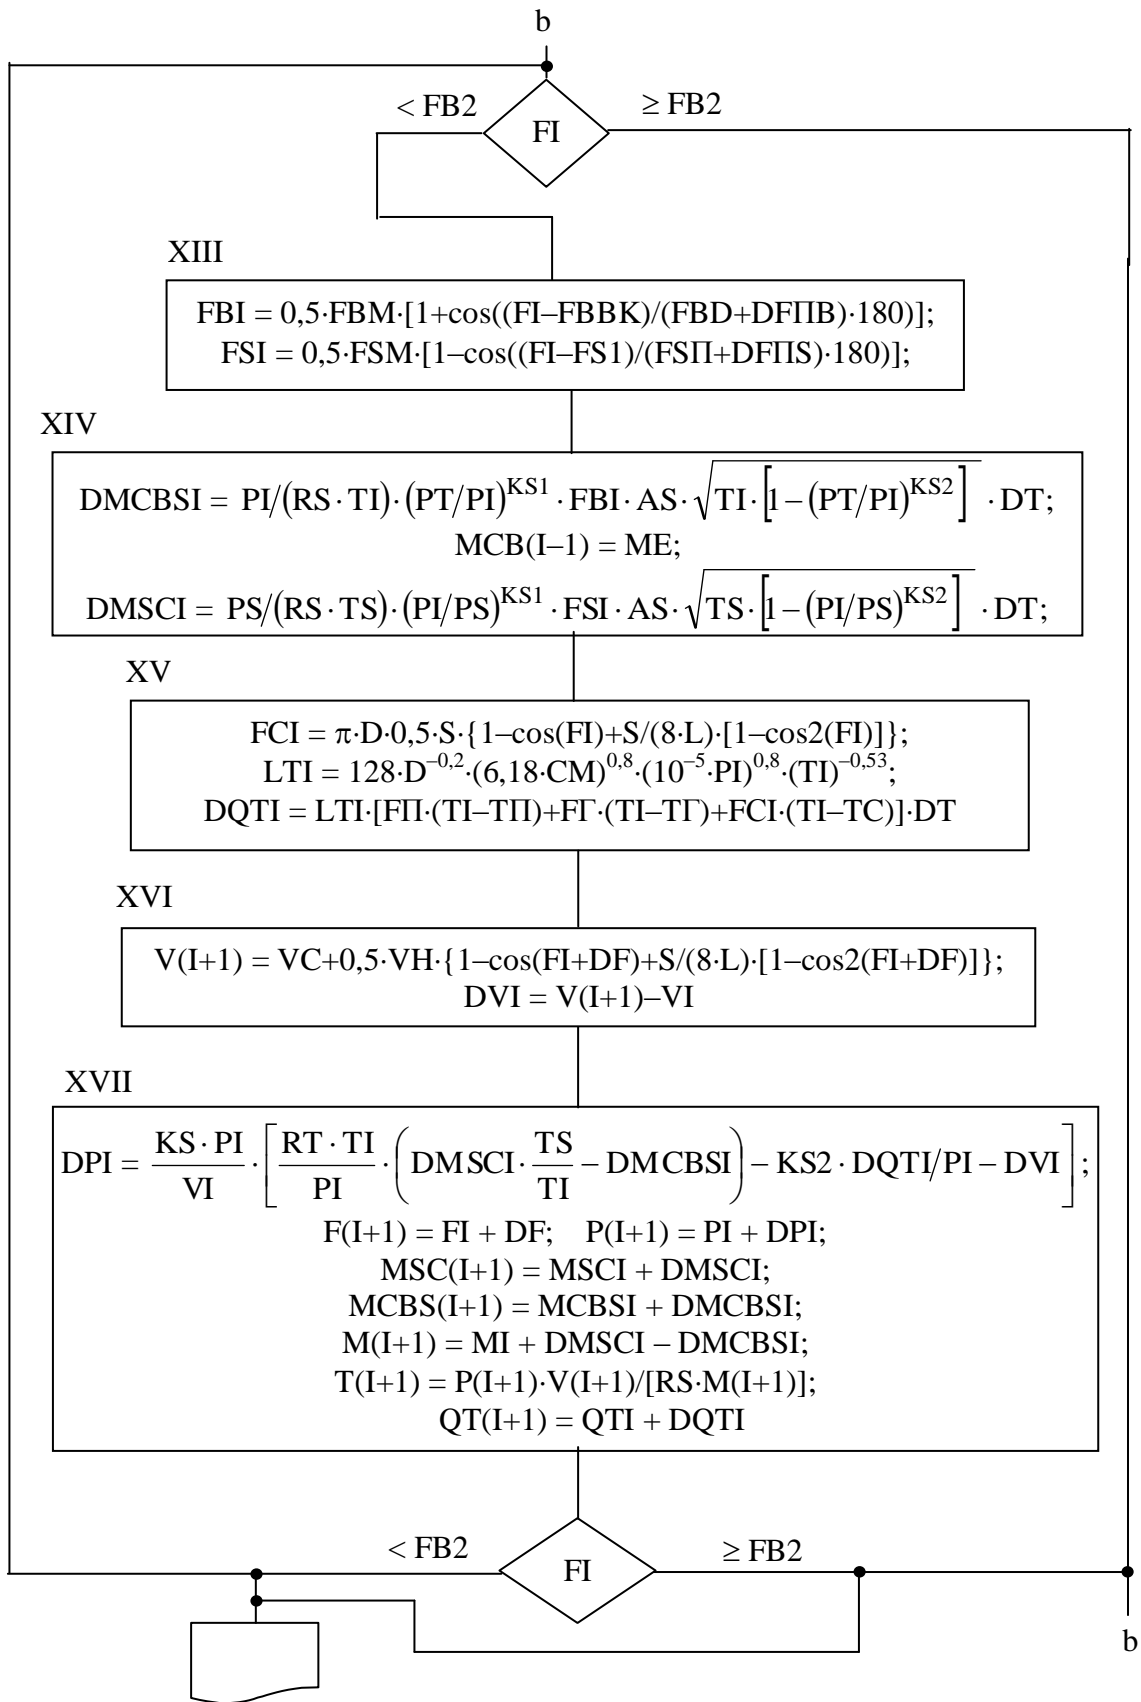 b
< FB2
≥ FB2
FI
XIII
FBI = 0,5·FBM·[1+cos((FI–FBBK)/(FBD+DFПB)·180)];
FSI = 0,5·FSM·[1–cos((FI–FS1)/(FSП+DFПS)·180)];
XIV
DMCBSI = PI/(RS·TI)·(PT/PI)^KS1·FBI·AS·√(TI·[1–(PT/PI)^KS2])·DT;
MCB(I–1) = ME;
DMSCI = PS/(RS·TS)·(PI/PS)^KS1·FSI·AS·√(TS·[1–(PI/PS)^KS2])·DT;
XV
FCI = π·D·0,5·S·{1–cos(FI)+S/(8·L)·[1–cos2(FI)]};
LTI = 128·D^–0,2·(6,18·CM)^0,8·(10^–5·PI)^0,8·(TI)^–0,53;
DQTI = LTI·[FП·(TI–TП)+FГ·(TI–TГ)+FCI·(TI–TC)]·DT
XVI
V(I+1) = VC+0,5·VH·{1–cos(FI+DF)+S/(8·L)·[1–cos2(FI+DF)]};
DVI = V(I+1)–VI
XVII
DPI = KS·PI/VI·[RT·TI/PI·(DMSCI·TS/TI – DMCBSI) – KS2·DQTI/PI – DVI];
F(I+1) = FI + DF; P(I+1) = PI + DPI;
MSC(I+1) = MSCI + DMSCI;
MCBS(I+1) = MCBSI + DMCBSI;
M(I+1) = MI + DMSCI – DMCBSI;
T(I+1) = P(I+1)·V(I+1)/[RS·M(I+1)];
QT(I+1) = QTI + DQTI
< FB2
≥ FB2
FI
b